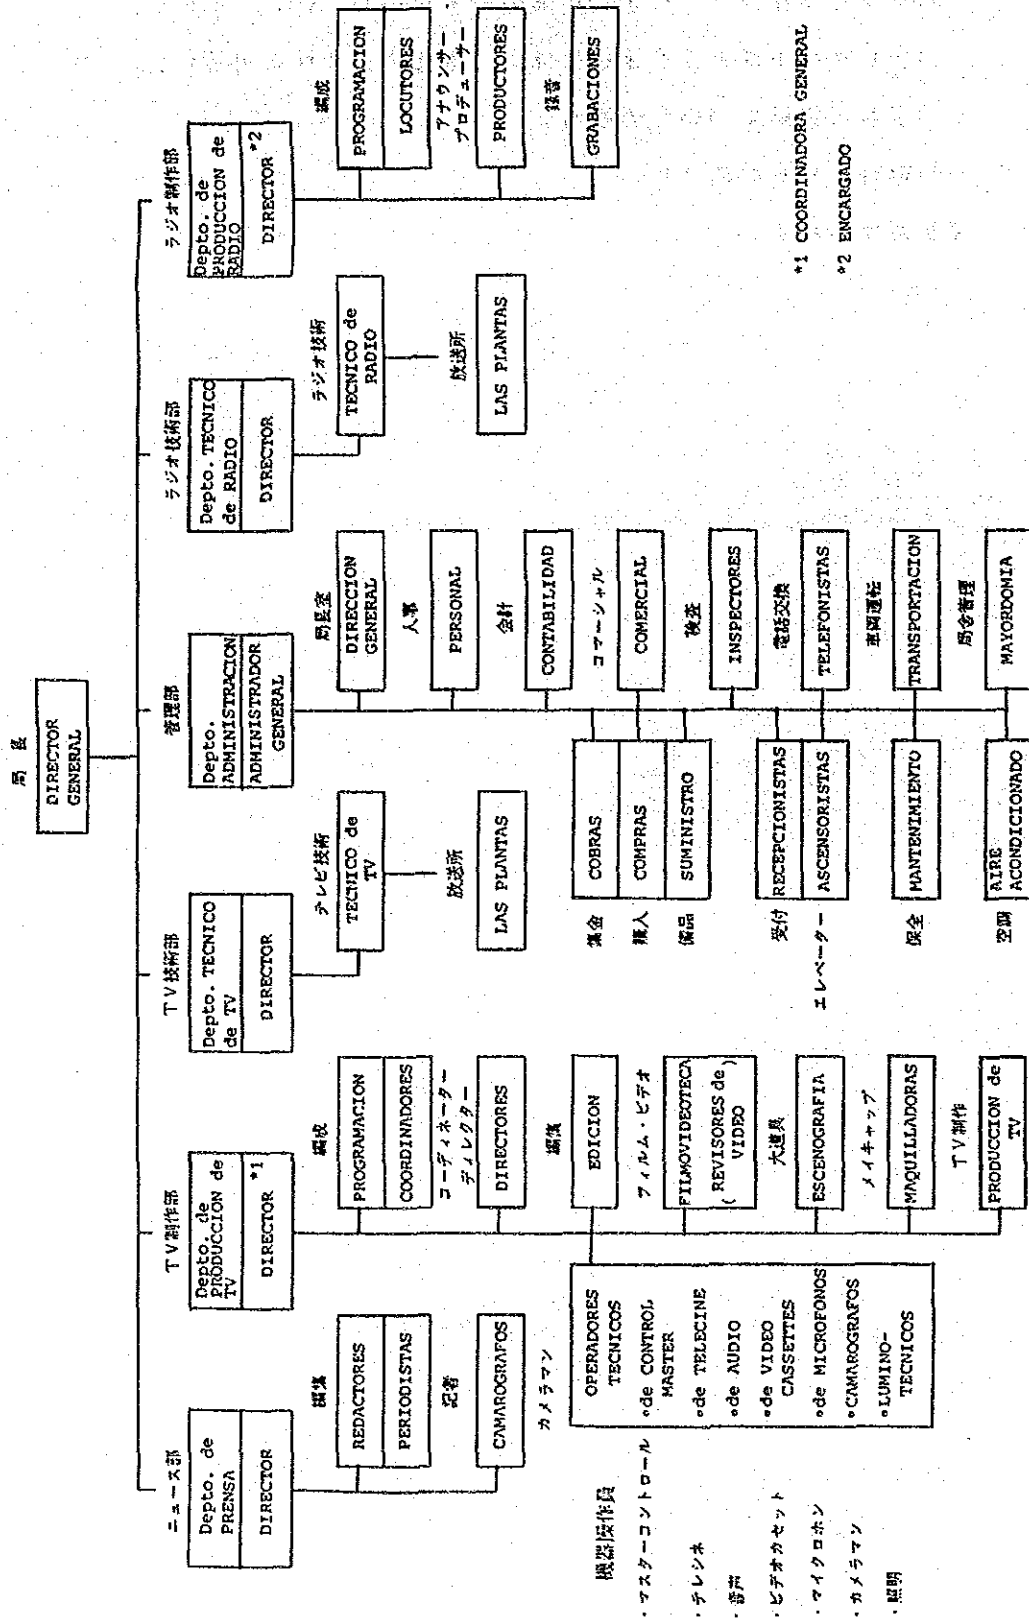 局長
DIRECTOR
GENERAL
ニュース部
Depto. de
PRENSA
DIRECTOR
編集
REDACTORES
PERIODISTAS
記者
CAMAROGRAFOS
カメラマン
TV制作部
Depto. de
PRODUCCION de
TV
*1
DIRECTOR
編成
PROGRAMACION
COORDINADORES
コーディネーター
ディレクター
DIRECTORES
編集
EDICION
フィルム・ビデオ
FILMOVIDEOTECA
( REVISORES de )
VIDEO
大道具
ESCENOGRAFIA
メイキャップ
MAQUILLADORAS
TV制作
PRODUCCION de
TV
機器操作員
・マスターコントロール
・テレシネ
・音声
・ビデオカセット
・マイクロホン
・カメラマン
・照明
OPERADORES
TECNICOS
°de CONTROL
MASTER
°de TELECINE
°de AUDIO
°de VIDEO
CASSETTES
°de MICROFONOS
°CAMAROGRAFOS
°LUMINO-
TECNICOS
TV技術部
Depto. TECNICO
de TV
DIRECTOR
テレビ技術
TECNICO de
TV
放送所
LAS PLANTAS
管理部
Depto.
ADMINISTRACION
ADMINISTRADOR
GENERAL
局長室
DIRECCION
GENERAL
人事
PERSONAL
会計
CONTABILIDAD
コマーシャル
COMERCIAL
検査
INSPECTORES
電話交換
TELEFONISTAS
車両運転
TRANSPORTACION
局舎管理
MAYORDOMIA
集金
COBRAS
購入
COMPRAS
備品
SUMINISTRO
受付
RECEPCIONISTAS
エレベーター
ASCENSORISTAS
保全
MANTENIMIENTO
空調
AIRE
ACONDICIONADO
ラジオ技術部
Depto. TECNICO
de RADIO
DIRECTOR
ラジオ技術
TECNICO de
RADIO
放送所
LAS PLANTAS
ラジオ制作部
Depto. de
PRODUCCION de
RADIO
*2
DIRECTOR
編成
PROGRAMACION
LOCUTORES
アナウンサー・
プロデューサー
PRODUCTORES
録音
GRABACIONES
*1 COORDINADORA GENERAL
*2 ENCARGADO